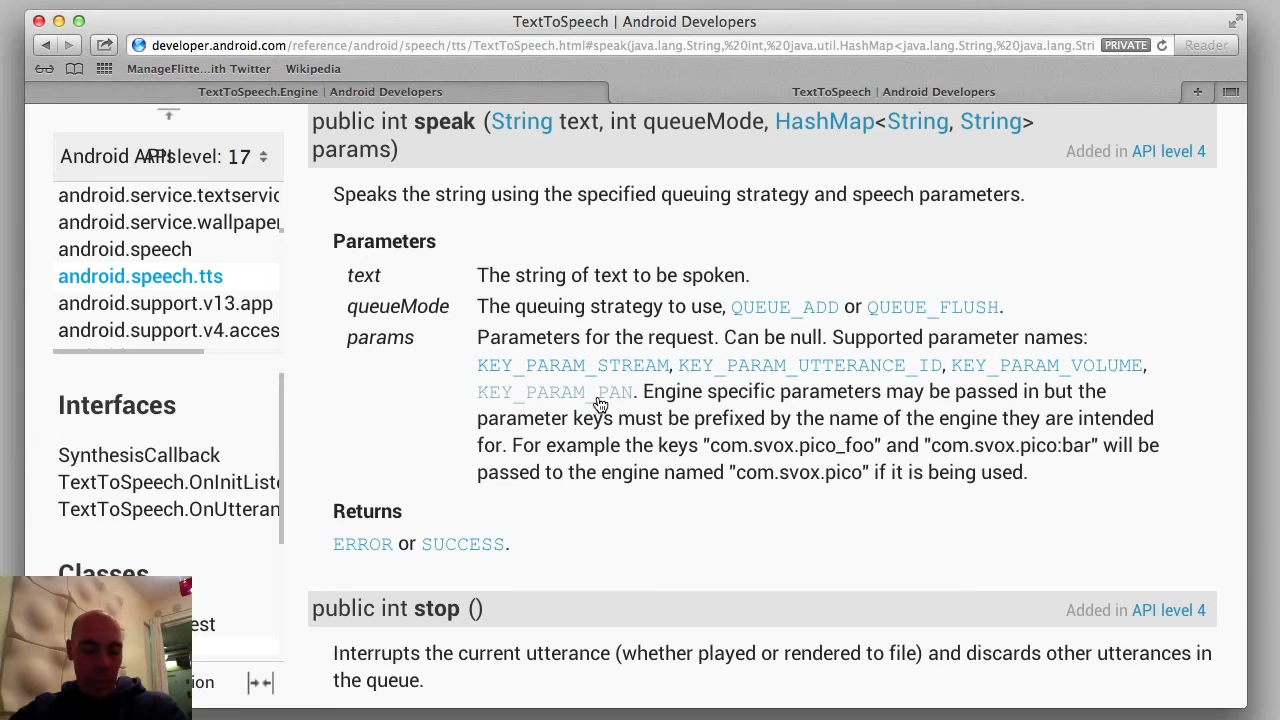 TextToSpeech | Android Developers
developer.android.com/reference/android/speech/tts/TextToSpeech.html#speak(java.lang.String,%20int,%20java.util.HashMap<java.lang.String,%20java.lang.Stri
PRIVATE
Reader
ManageFlitte...ith Twitter Wikipedia
TextToSpeech.Engine | Android Developers
TextToSpeech | Android Developers
public int speak (String text, int queueMode, HashMap<String, String>
params)
Added in API level 4
Android APIs level: 17
android.service.textservic
android.service.wallpaper
android.speech
android.speech.tts
android.support.v13.app
android.support.v4.acces
Interfaces
SynthesisCallback
TextToSpeech.OnInitListe
TextToSpeech.OnUtteran
Classes
est
ion
Speaks the string using the specified queuing strategy and speech parameters.
Parameters
text The string of text to be spoken.
queueMode The queuing strategy to use, QUEUE_ADD or QUEUE_FLUSH.
params Parameters for the request. Can be null. Supported parameter names:
KEY_PARAM_STREAM, KEY_PARAM_UTTERANCE_ID, KEY_PARAM_VOLUME,
KEY_PARAM_PAN. Engine specific parameters may be passed in but the
parameter keys must be prefixed by the name of the engine they are intended
for. For example the keys "com.svox.pico_foo" and "com.svox.pico:bar" will be
passed to the engine named "com.svox.pico" if it is being used.
Returns
ERROR or SUCCESS.
public int stop ()
Added in API level 4
Interrupts the current utterance (whether played or rendered to file) and discards other utterances in
the queue.